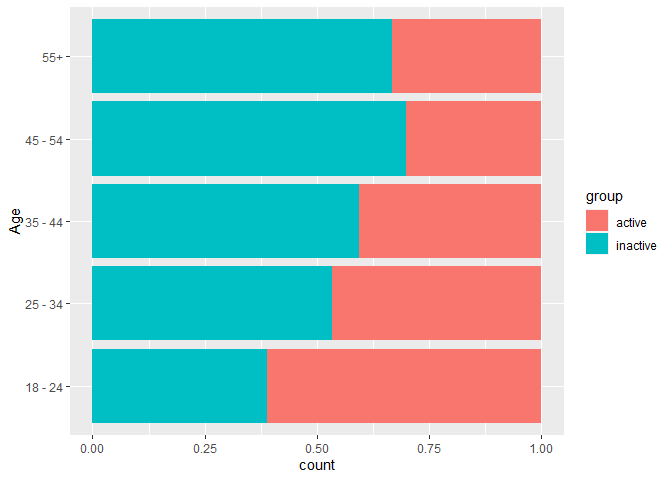 55+
45 - 54
35 - 44
25 - 34
18 - 24
Age
0.00 0.25 0.50 0.75 1.00
count
group
active
inactive